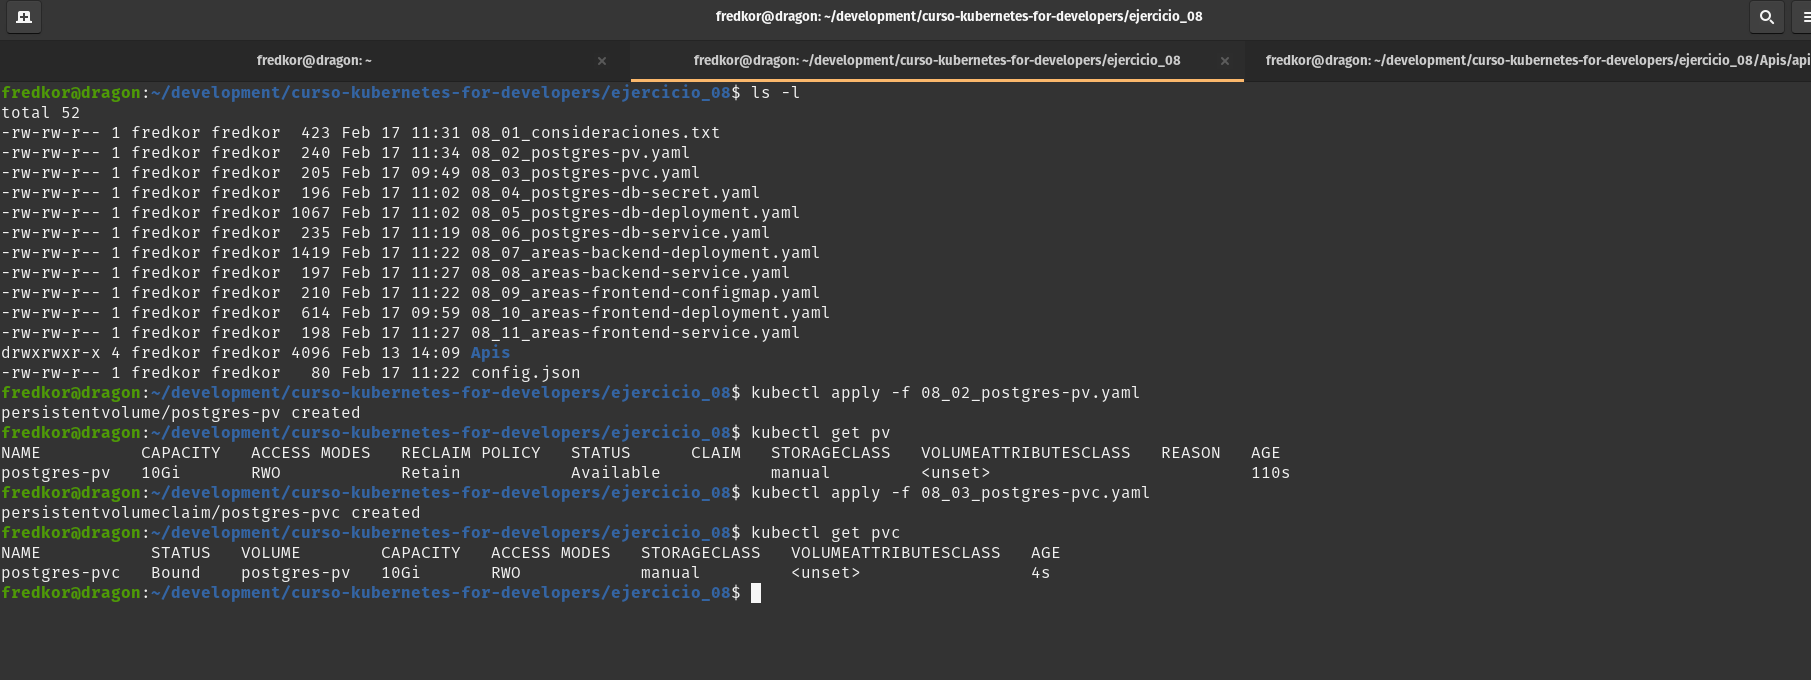 fredkor@dragon: ~/development/curso-kubernetes-for-developers/ejercicio_08
fredkor@dragon: ~ × fredkor@dragon: ~/development/curso-kubernetes-for-developers/ejercicio_08 × fredkor@dragon: ~/development/curso-kubernetes-for-developers/ejercicio_08/Apis/api
fredkor@dragon:~/development/curso-kubernetes-for-developers/ejercicio_08$ ls -l
total 52
-rw-rw-r-- 1 fredkor fredkor  423 Feb 17 11:31 08_01_consideraciones.txt
-rw-rw-r-- 1 fredkor fredkor  240 Feb 17 11:34 08_02_postgres-pv.yaml
-rw-rw-r-- 1 fredkor fredkor  205 Feb 17 09:49 08_03_postgres-pvc.yaml
-rw-rw-r-- 1 fredkor fredkor  196 Feb 17 11:02 08_04_postgres-db-secret.yaml
-rw-rw-r-- 1 fredkor fredkor 1067 Feb 17 11:02 08_05_postgres-db-deployment.yaml
-rw-rw-r-- 1 fredkor fredkor  235 Feb 17 11:19 08_06_postgres-db-service.yaml
-rw-rw-r-- 1 fredkor fredkor 1419 Feb 17 11:22 08_07_areas-backend-deployment.yaml
-rw-rw-r-- 1 fredkor fredkor  197 Feb 17 11:27 08_08_areas-backend-service.yaml
-rw-rw-r-- 1 fredkor fredkor  210 Feb 17 11:22 08_09_areas-frontend-configmap.yaml
-rw-rw-r-- 1 fredkor fredkor  614 Feb 17 09:59 08_10_areas-frontend-deployment.yaml
-rw-rw-r-- 1 fredkor fredkor  198 Feb 17 11:27 08_11_areas-frontend-service.yaml
drwxrwxr-x 4 fredkor fredkor 4096 Feb 13 14:09 Apis
-rw-rw-r-- 1 fredkor fredkor   80 Feb 17 11:22 config.json
fredkor@dragon:~/development/curso-kubernetes-for-developers/ejercicio_08$ kubectl apply -f 08_02_postgres-pv.yaml
persistentvolume/postgres-pv created
fredkor@dragon:~/development/curso-kubernetes-for-developers/ejercicio_08$ kubectl get pv
NAME          CAPACITY   ACCESS MODES   RECLAIM POLICY   STATUS      CLAIM   STORAGECLASS   VOLUMEATTRIBUTESCLASS   REASON   AGE
postgres-pv   10Gi       RWO            Retain           Available           manual         <unset>                          110s
fredkor@dragon:~/development/curso-kubernetes-for-developers/ejercicio_08$ kubectl apply -f 08_03_postgres-pvc.yaml
persistentvolumeclaim/postgres-pvc created
fredkor@dragon:~/development/curso-kubernetes-for-developers/ejercicio_08$ kubectl get pvc
NAME           STATUS   VOLUME        CAPACITY   ACCESS MODES   STORAGECLASS   VOLUMEATTRIBUTESCLASS   AGE
postgres-pvc   Bound    postgres-pv   10Gi       RWO            manual         <unset>                 4s
fredkor@dragon:~/development/curso-kubernetes-for-developers/ejercicio_08$